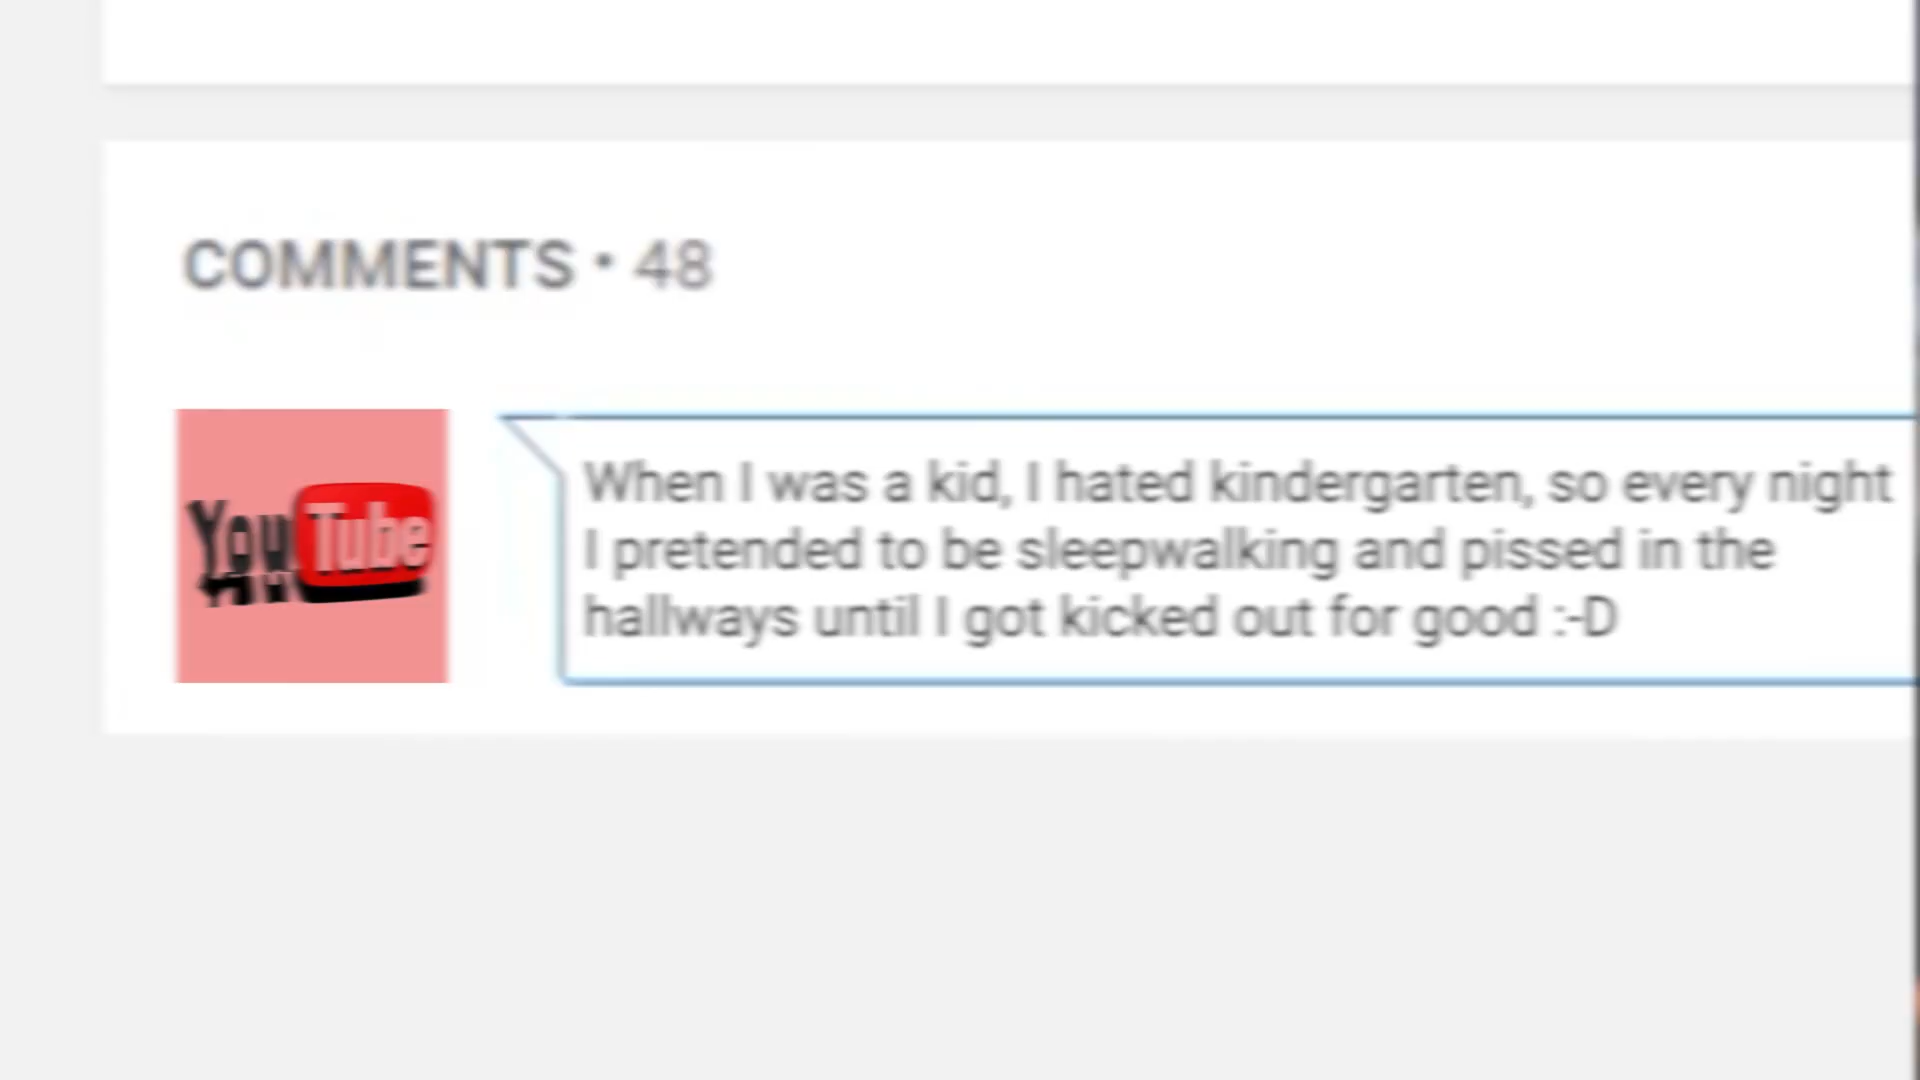 COMMENTS • 48
YouTube
When I was a kid, I hated kindergarten, so every night
I pretended to be sleepwalking and pissed in the
hallways until I got kicked out for good :-D